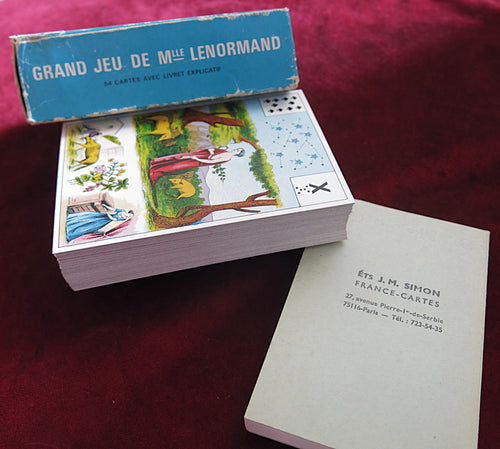 GRAND JEU DE Mlle LENORMAND
54 CARTES AVEC LIVRET EXPLICATIF
X
Éts J. M. SIMON
FRANCE-CARTES
27, avenue Pierre-1er-de-Serbie
75116-Paris — Tél. : 723-54-35